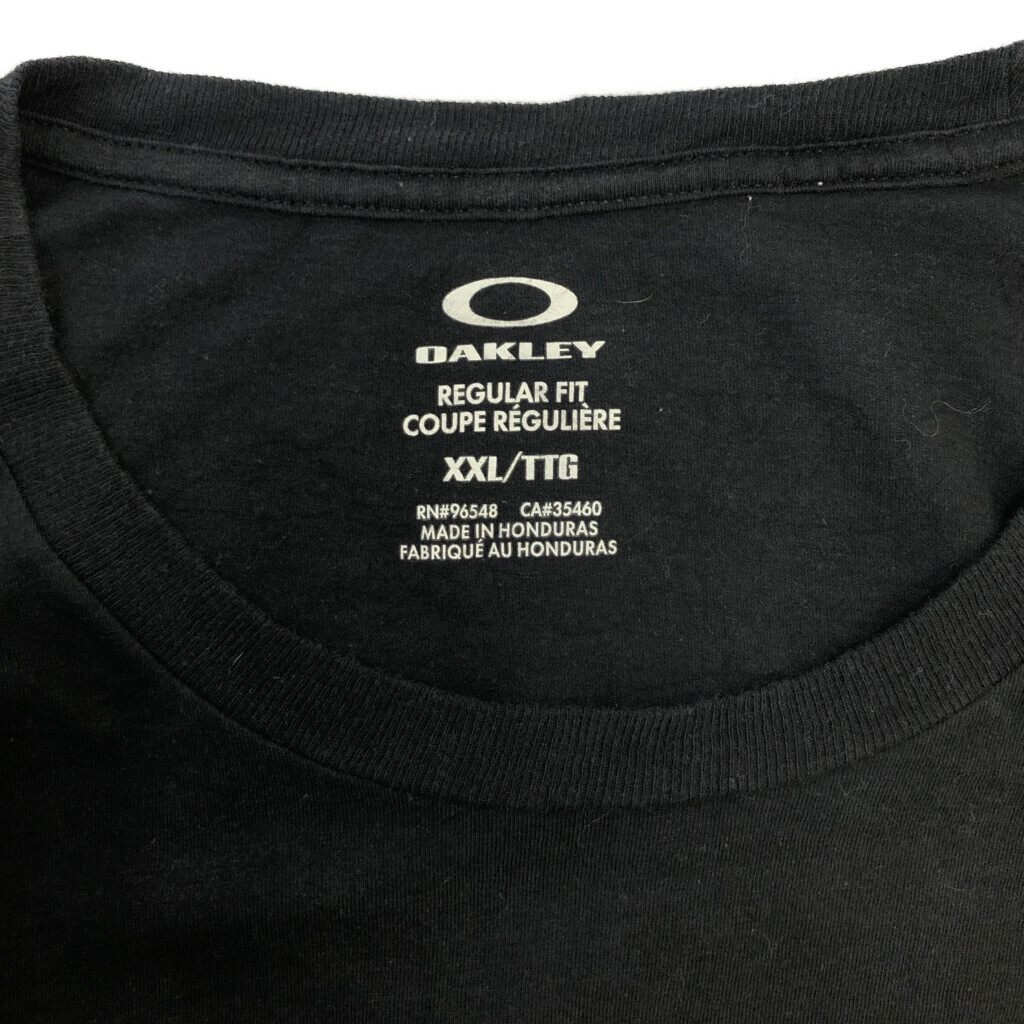 OAKLEY
REGULAR FIT
COUPE RÉGULIÈRE
XXL/TTG
RN#96548 CA#35460
MADE IN HONDURAS
FABRIQUÉ AU HONDURAS